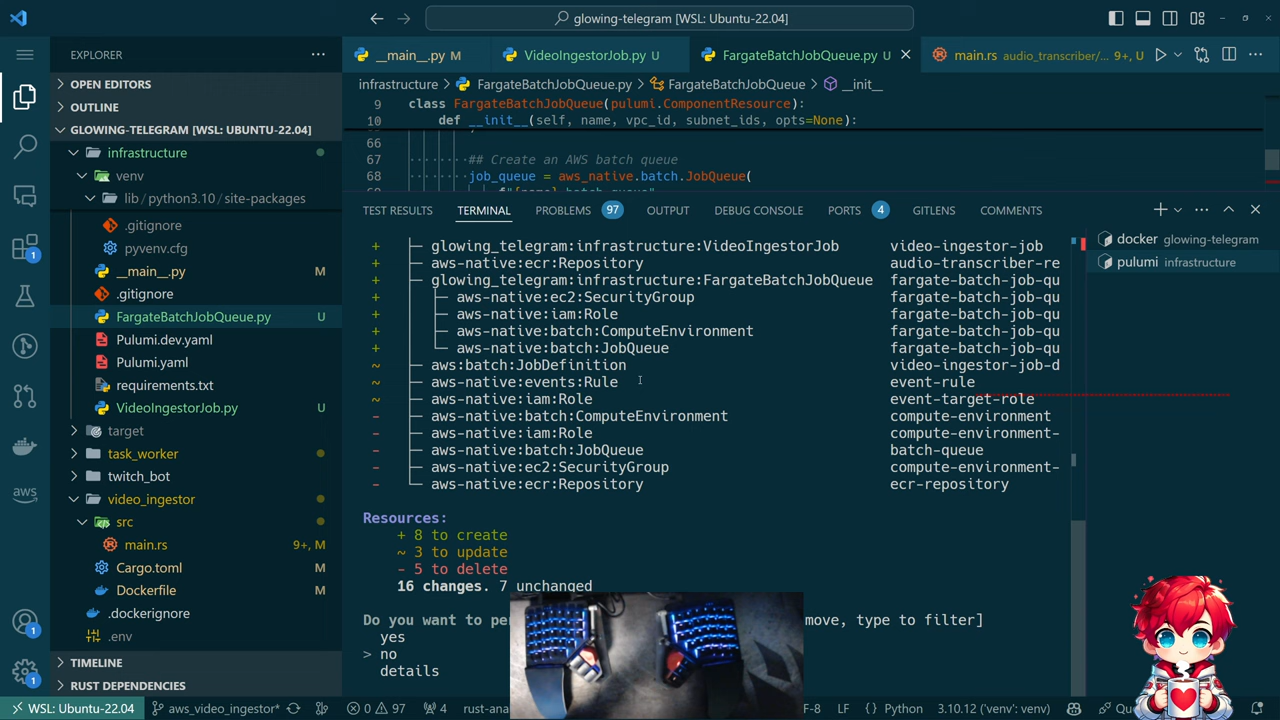 glowing-telegram [WSL: Ubuntu-22.04]
EXPLORER
OPEN EDITORS
OUTLINE
GLOWING-TELEGRAM [WSL: UBUNTU-22.04]
infrastructure
venv
lib / python3.10 / site-packages
.gitignore
pyvenv.cfg
__main__.py M
.gitignore
FargateBatchJobQueue.py U
Pulumi.dev.yaml
Pulumi.yaml
requirements.txt
VideoIngestorJob.py U
target
task_worker
twitch_bot
video_ingestor
src
main.rs 9+, M
Cargo.toml M
Dockerfile M
.dockerignore
.env
TIMELINE
RUST DEPENDENCIES
__main__.py M VideoIngestorJob.py U FargateBatchJobQueue.py U main.rs audio_transcriber/... 9+, U
infrastructure > FargateBatchJobQueue.py > FargateBatchJobQueue > __init__
9 class FargateBatchJobQueue(pulumi.ComponentResource):
10 def __init__(self, name, vpc_id, subnet_ids, opts=None):
66
67 ## Create an AWS batch queue
68 job_queue = aws_native.batch.JobQueue(
TEST RESULTS TERMINAL PROBLEMS 97 OUTPUT DEBUG CONSOLE PORTS 4 GITLENS COMMENTS
docker glowing-telegram
pulumi infrastructure
+ ├─ glowing_telegram:infrastructure:VideoIngestorJob video-ingestor-job
+ ├─ aws-native:ecr:Repository audio-transcriber-re
+ ├─ glowing_telegram:infrastructure:FargateBatchJobQueue fargate-batch-job-qu
+ │ ├─ aws-native:ec2:SecurityGroup fargate-batch-job-qu
+ │ ├─ aws-native:iam:Role fargate-batch-job-qu
+ │ ├─ aws-native:batch:ComputeEnvironment fargate-batch-job-qu
+ │ └─ aws-native:batch:JobQueue fargate-batch-job-qu
~ ├─ aws:batch:JobDefinition video-ingestor-job-d
~ ├─ aws-native:events:Rule event-rule
~ ├─ aws-native:iam:Role event-target-role
- ├─ aws-native:batch:ComputeEnvironment compute-environment
- ├─ aws-native:iam:Role compute-environment-
- ├─ aws-native:batch:JobQueue batch-queue
- ├─ aws-native:ec2:SecurityGroup compute-environment-
- └─ aws-native:ecr:Repository ecr-repository
Resources:
+ 8 to create
~ 3 to update
- 5 to delete
16 changes. 7 unchanged
Do you want to move, type to filter]
yes
> no
details
1
1
1
WSL: Ubuntu-22.04 aws_video_ingestor* 0 97 4 rust-ana F-8 LF Python 3.10.12 ('venv': venv)